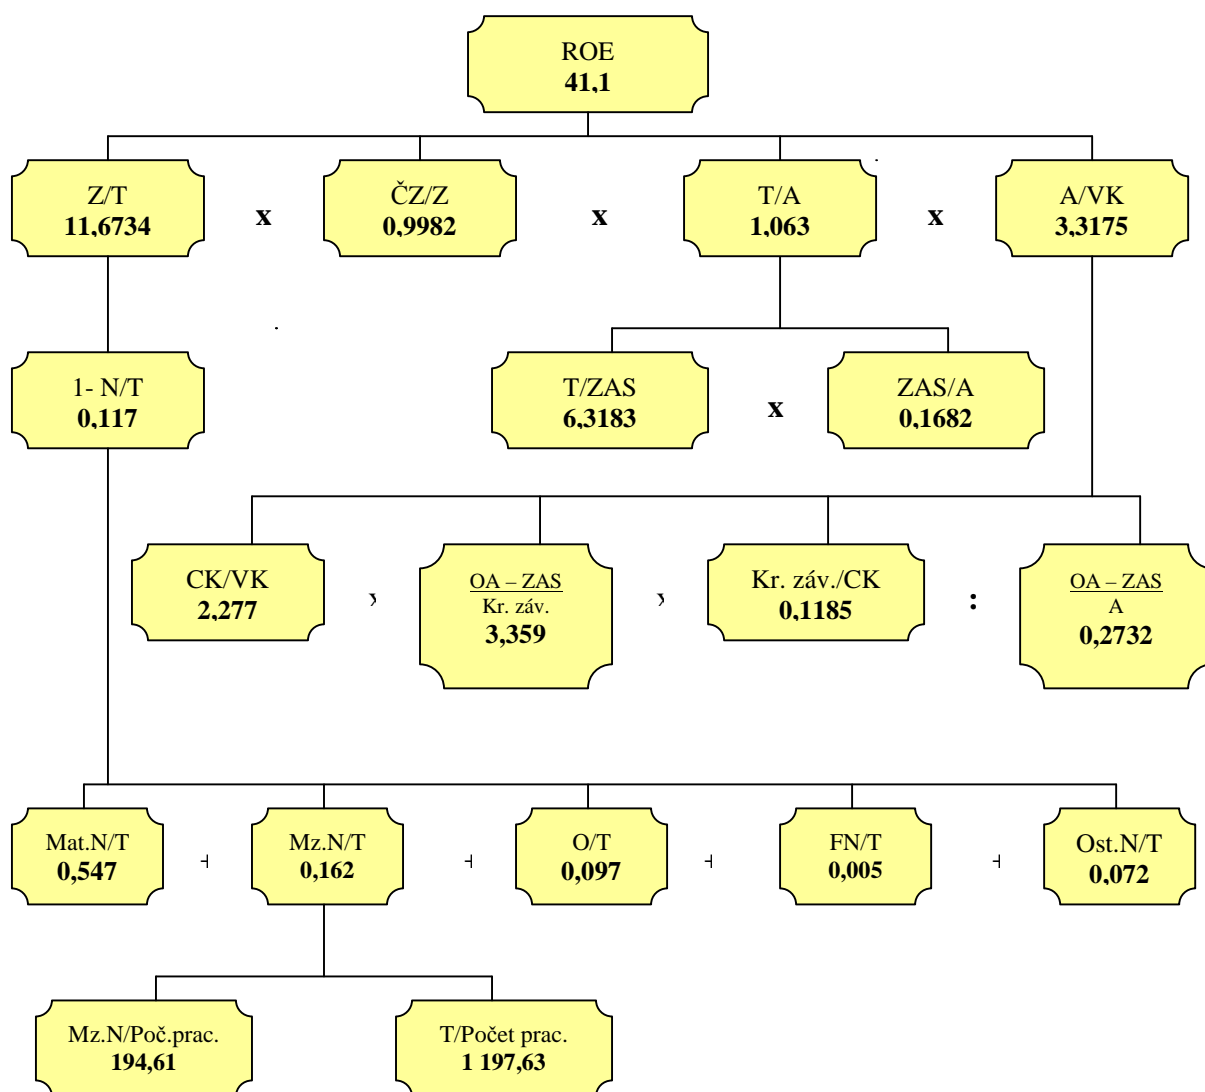 ROE
41,1
Z/T
11,6734
x
ČZ/Z
0,9982
x
T/A
1,063
x
A/VK
3,3175
1- N/T
0,117
T/ZAS
6,3183
x
ZAS/A
0,1682
CK/VK
2,277
OA – ZAS
Kr. záv.
3,359
Kr. záv./CK
0,1185
:
OA – ZAS
A
0,2732
Mat.N/T
0,547
Mz.N/T
0,162
O/T
0,097
FN/T
0,005
Ost.N/T
0,072
Mz.N/Poč.prac.
194,61
T/Počet prac.
1 197,63